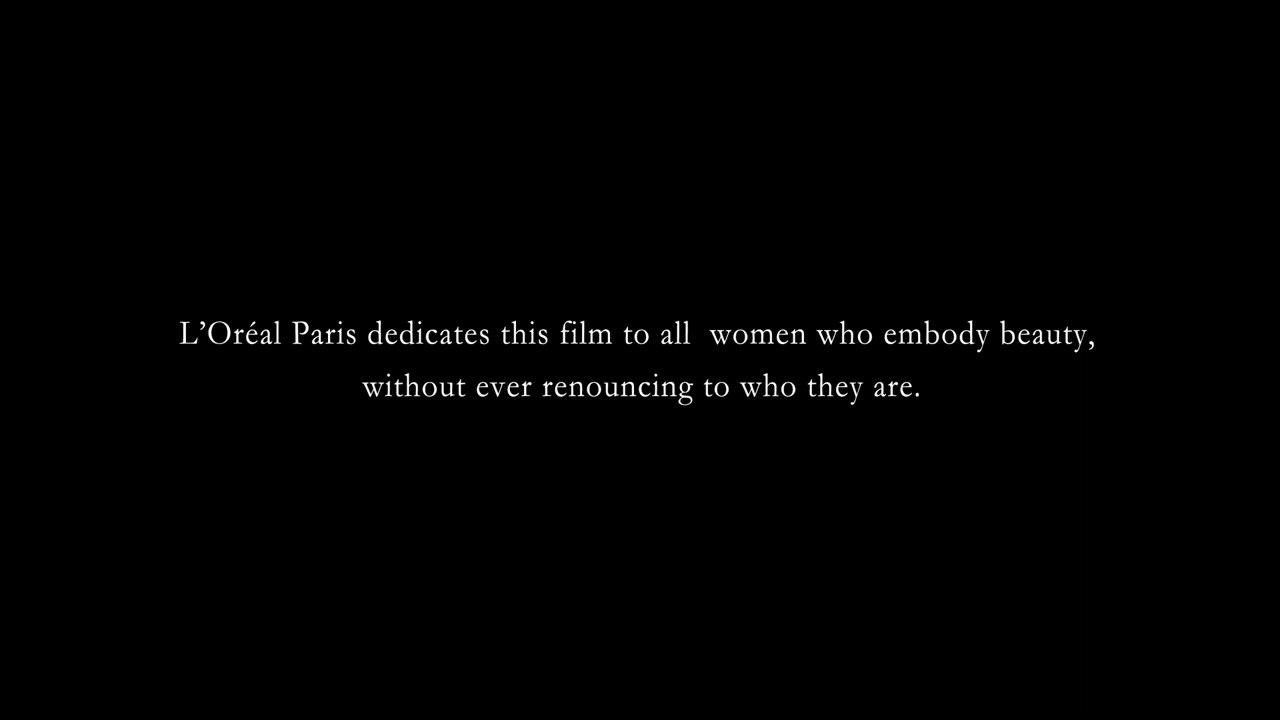 L’Oréal Paris dedicates this film to all  women who embody beauty,
without ever renouncing to who they are.